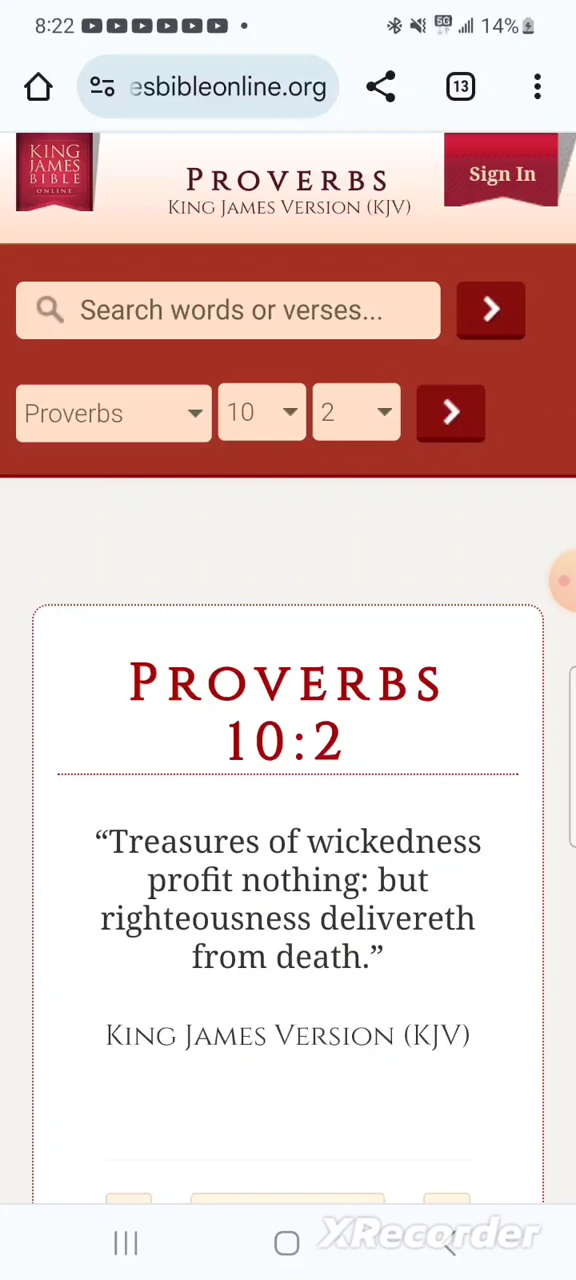 8:22 5G 14%
esbibleonline.org 13
KING
JAMES
BIBLE
ONLINE
PROVERBS
KING JAMES VERSION (KJV)
Sign In
Search words or verses...
Proverbs 10 2
PROVERBS
10:2
“Treasures of wickedness
profit nothing: but
righteousness delivereth
from death.”
KING JAMES VERSION (KJV)
XRecorder